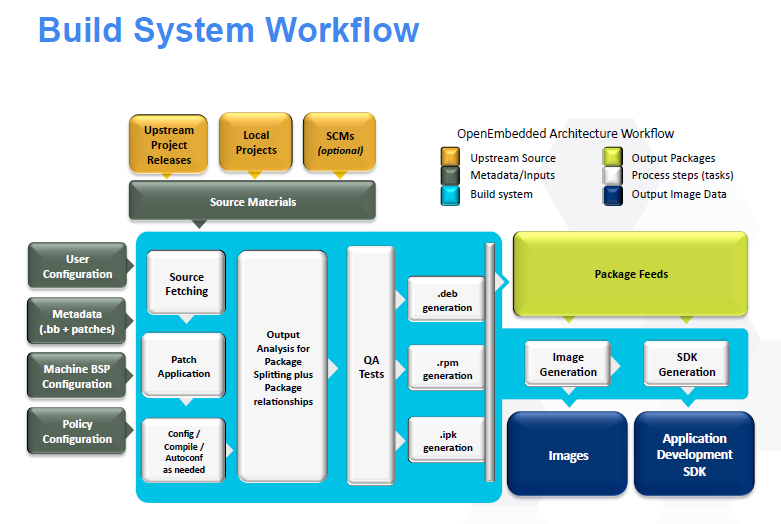 Build System Workflow
Upstream
Project
Releases
Local
Projects
SCMs
(optional)
OpenEmbedded Architecture Workflow
Upstream Source
Metadata/Inputs
Build system
Output Packages
Process steps (tasks)
Output Image Data
Source Materials
User
Configuration
Metadata
(.bb + patches)
Machine BSP
Configuration
Policy
Configuration
Source
Fetching
Patch
Application
Config /
Compile /
Autoconf
as needed
Output
Analysis for
Package
Splitting plus
Package
relationships
QA
Tests
.deb
generation
.rpm
generation
.ipk
generation
Package Feeds
Image
Generation
SDK
Generation
Images
Application
Development
SDK